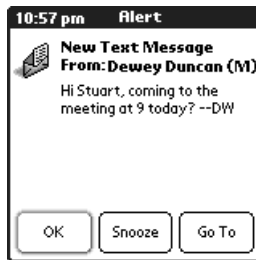 10:57 pm Alert
New Text Message
From: Dewey Duncan (M)
Hi Stuart, coming to the
meeting at 9 today? --DW
OK Snooze Go To